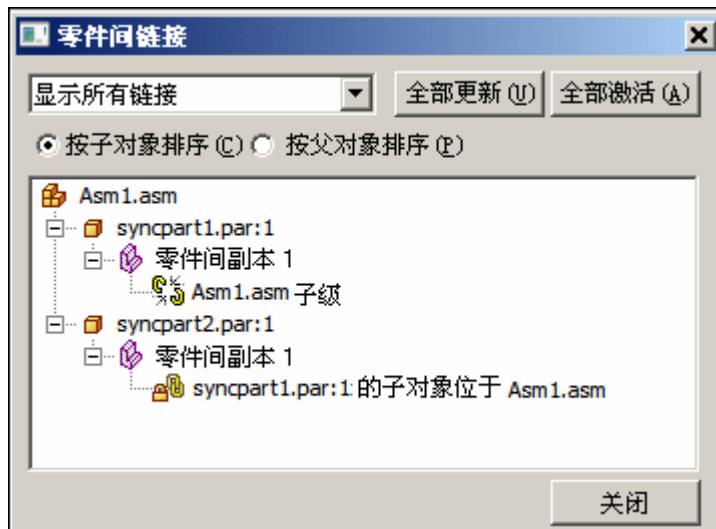 零件间链接
显示所有链接 全部更新(U) 全部激活(A)
按子对象排序(C) 按父对象排序(P)
Asm1.asm
syncpart1.par:1
零件间副本 1
Asm1.asm 子级
syncpart2.par:1
零件间副本 1
syncpart1.par:1 的子对象位于 Asm1.asm
关闭